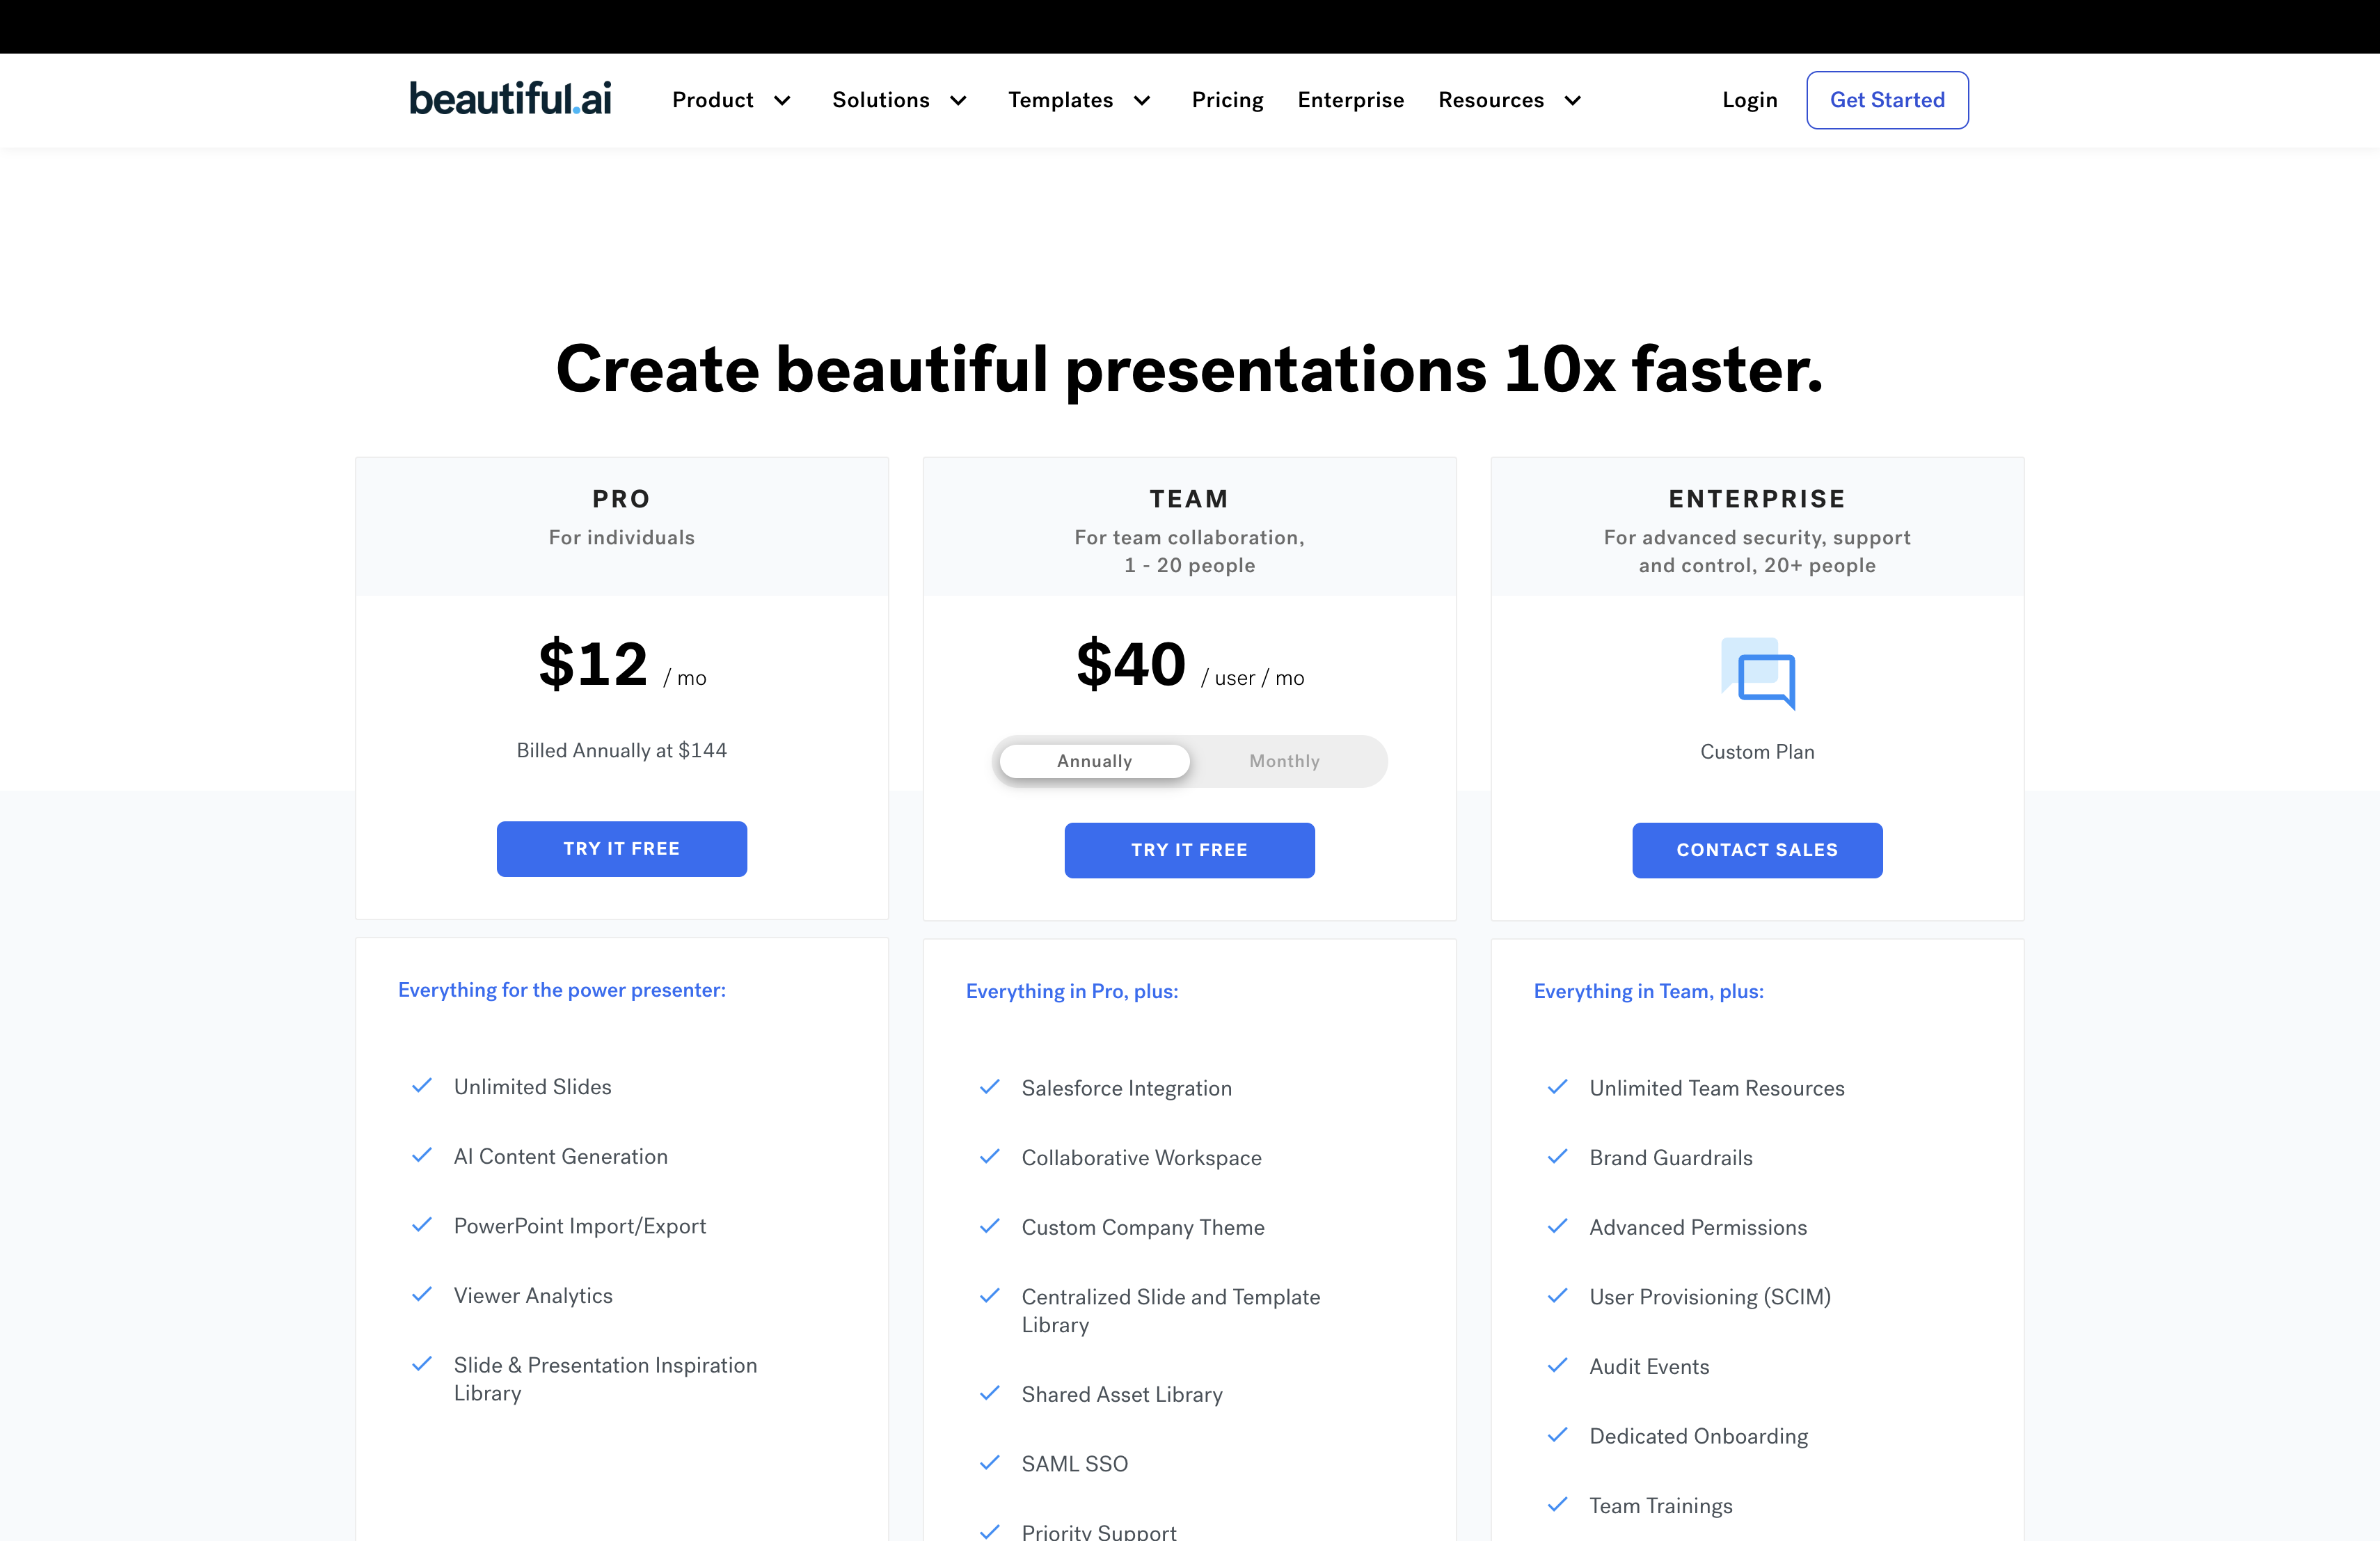 beautiful.ai
Product
Solutions
Templates
Pricing
Enterprise
Resources
Login
Get Started
Create beautiful presentations 10x faster.
PRO
For individuals
$12 / mo
Billed Annually at $144
TRY IT FREE
Everything for the power presenter:
Unlimited Slides
AI Content Generation
PowerPoint Import/Export
Viewer Analytics
Slide & Presentation Inspiration
Library
TEAM
For team collaboration,
1 - 20 people
$40 / user / mo
Annually
Monthly
TRY IT FREE
Everything in Pro, plus:
Salesforce Integration
Collaborative Workspace
Custom Company Theme
Centralized Slide and Template
Library
Shared Asset Library
SAML SSO
Priority Support
ENTERPRISE
For advanced security, support
and control, 20+ people
Custom Plan
CONTACT SALES
Everything in Team, plus:
Unlimited Team Resources
Brand Guardrails
Advanced Permissions
User Provisioning (SCIM)
Audit Events
Dedicated Onboarding
Team Trainings